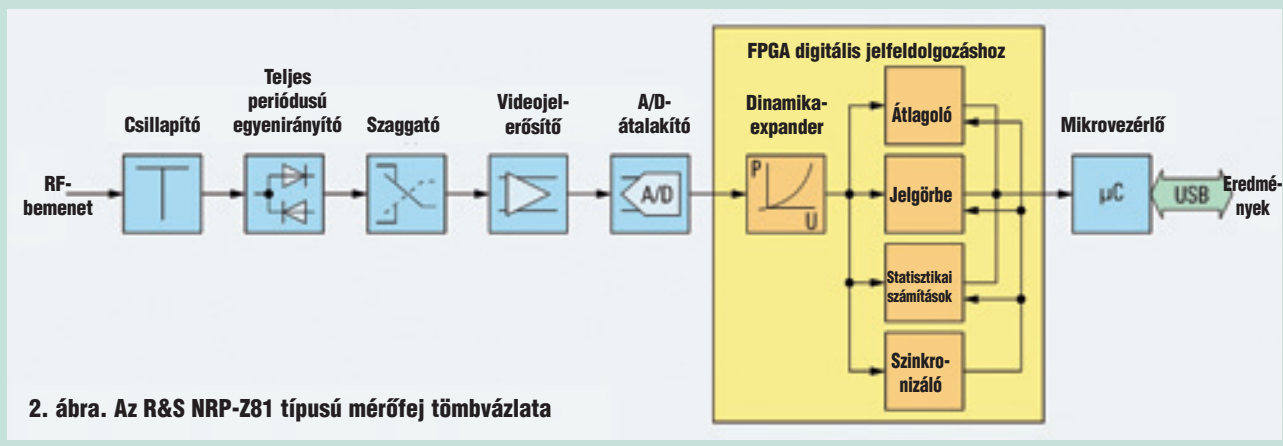 FPGA digitális jelfeldolgozáshoz
Teljes
periódusú
egyenirányító
Csillapító
Szaggató
Videojel-
erősítő
A/D-
átalakító
Dinamika-
expander
Mikrovezérlő
RF-
bemenet
T
A/D
P
U
Átlagoló
Jelgörbe
Statisztikai
számítások
Szinkro-
nizáló
µC
USB
Eredmé-
nyek
2. ábra. Az R&S NRP-Z81 típusú mérőfej tömbvázlata